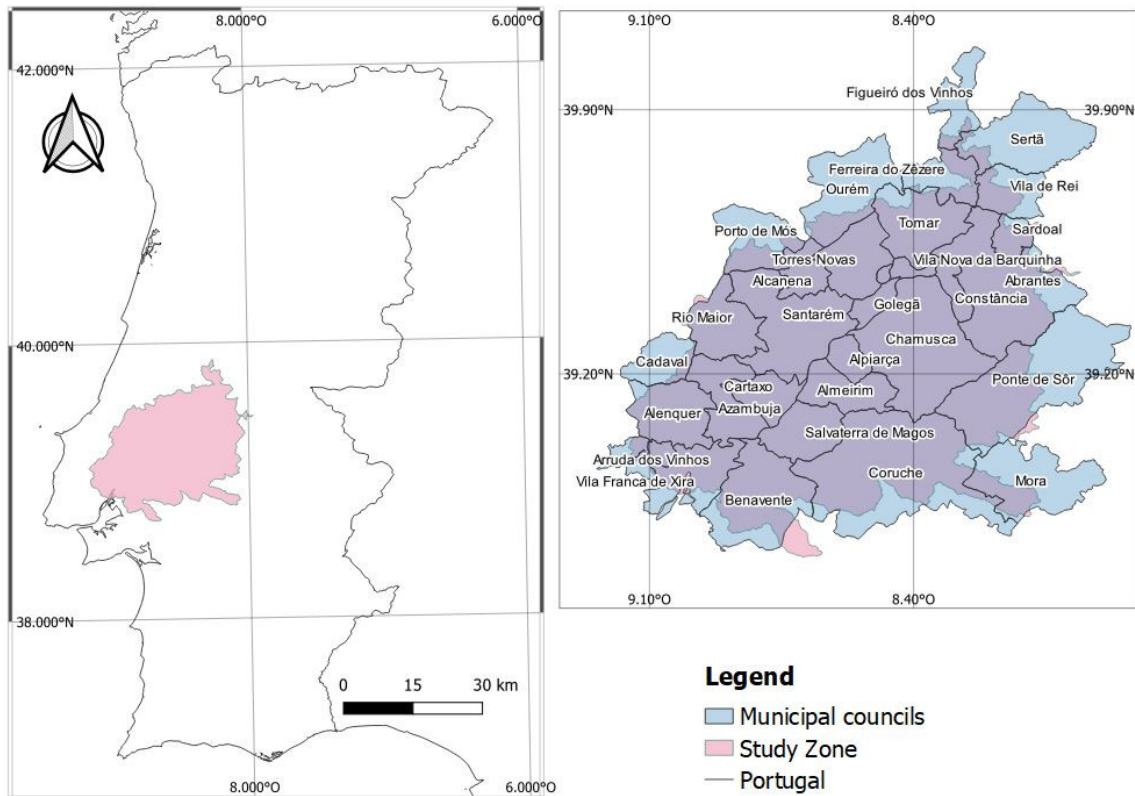 8.000°O
6.000°O
42.000°N
40.000°N
38.000°N
0 15 30 km
8.000°O
6.000°O
9.10°O
8.40°O
39.90°N
39.90°N
39.20°N
39.20°N
Figueiró dos Vinhos
Sertã
Ferreira do Zêzere
Ourém
Vila de Rei
Tomar
Sardoal
Porto de Mós
Torres Novas
Vila Nova da Barquinha
Alcanena
Abrantes
Constância
Golegã
Rio Maior
Santarém
Chamusca
Cadaval
Alpiarça
Cartaxo
Almeirim
Ponte de Sôr
Alenquer
Azambuja
Salvaterra de Magos
Arruda dos Vinhos
Coruche
Vila Franca de Xira
Mora
Benavente
9.10°O
8.40°O
Legend
Municipal councils
Study Zone
Portugal